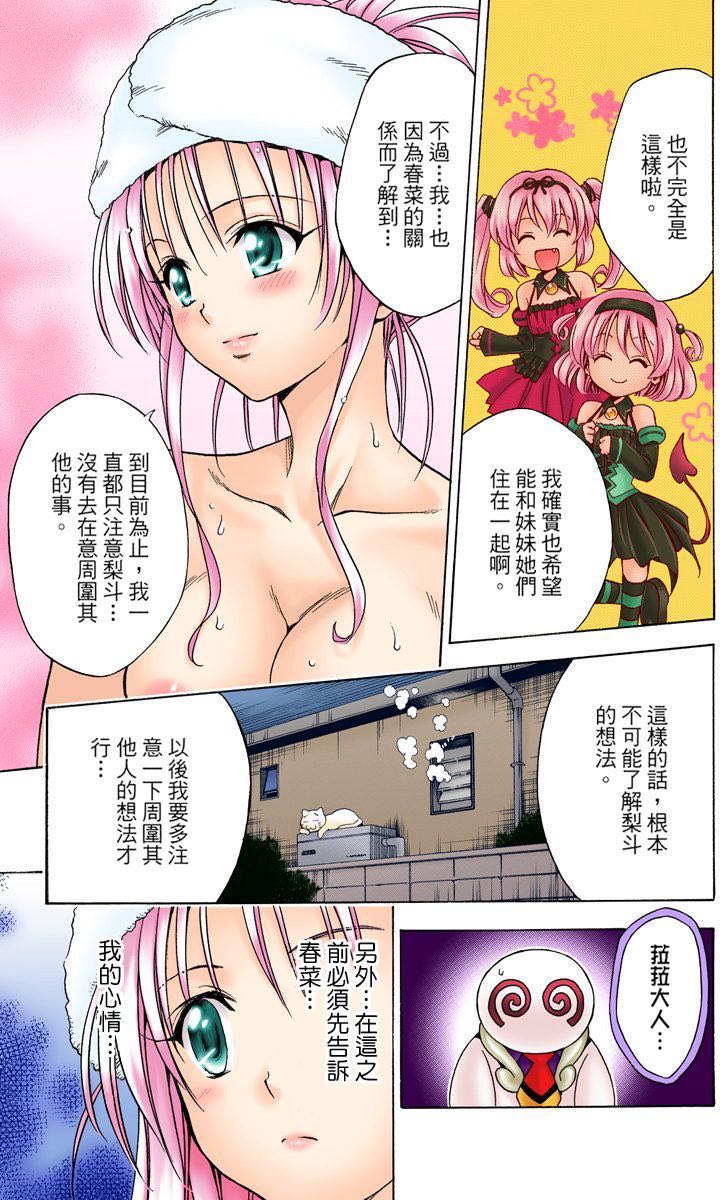 也不完全是
這樣啦。
我確實也希望
能和妹妹她們
住在一起啊。
不過…我…也
因為春菜的關
係而了解到…
到目前為止，我一
直都只注意梨斗…
沒有去在意周圍其
他的事。
這樣的話，根本
不可能了解梨斗
的想法。
以後我要多注
意一下周圍其
他人的想法才
行…
菈菈大人…
另外…在這之
前必須先告訴
春菜…
我的心情…